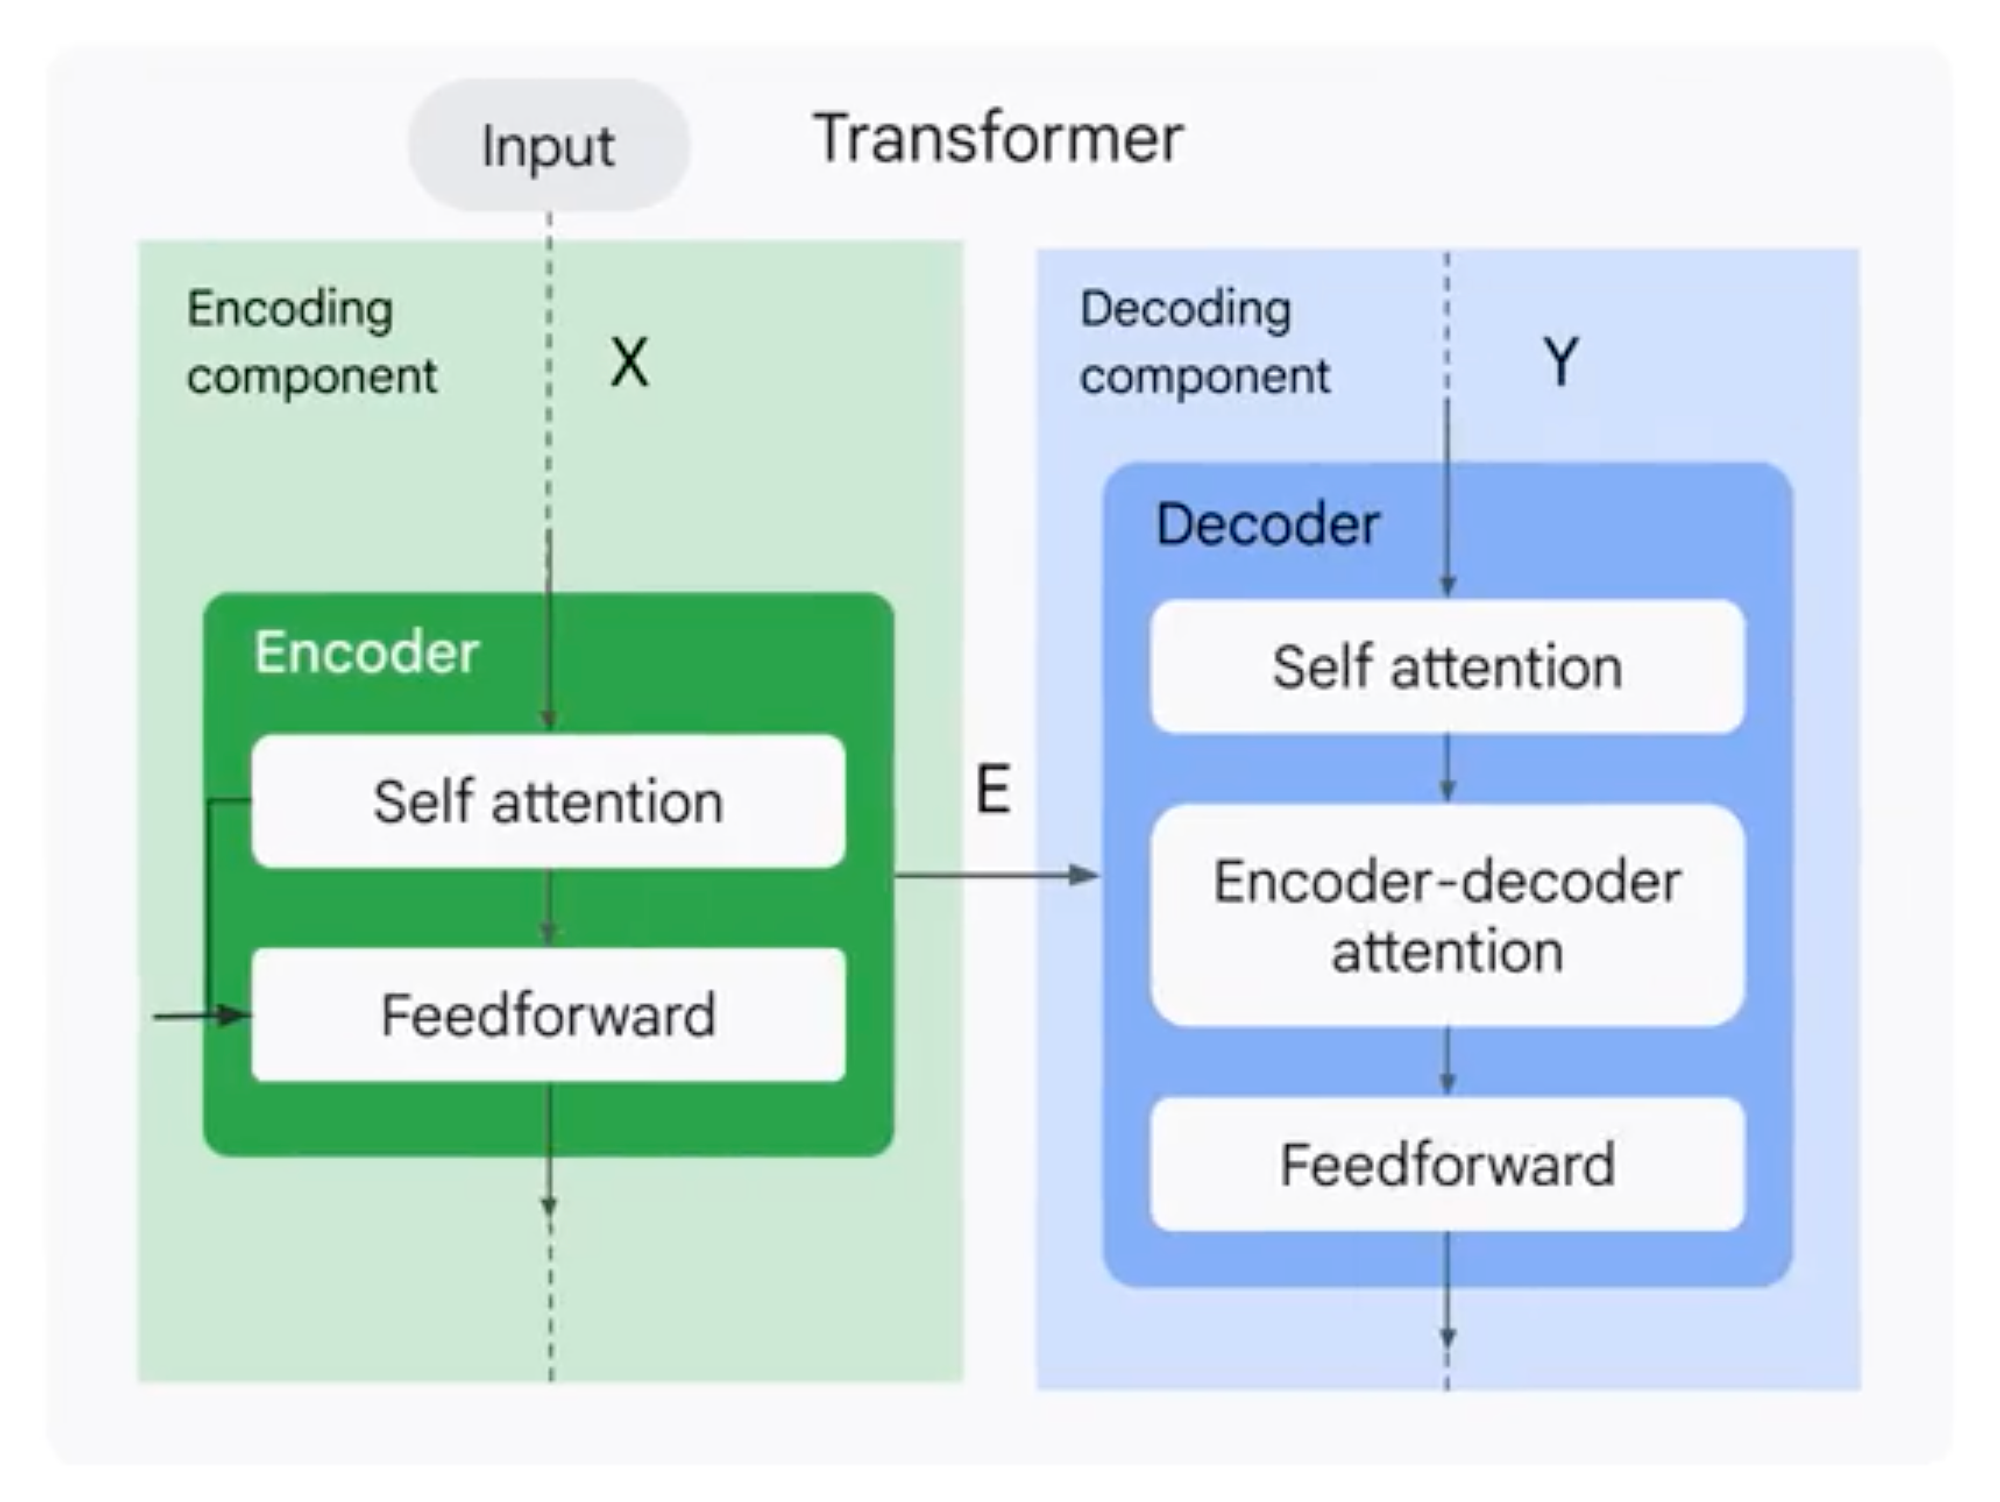 Input
Transformer
Encoding
component
X
Encoder
Self attention
Feedforward
E
Decoding
component
Y
Decoder
Self attention
Encoder-decoder
attention
Feedforward